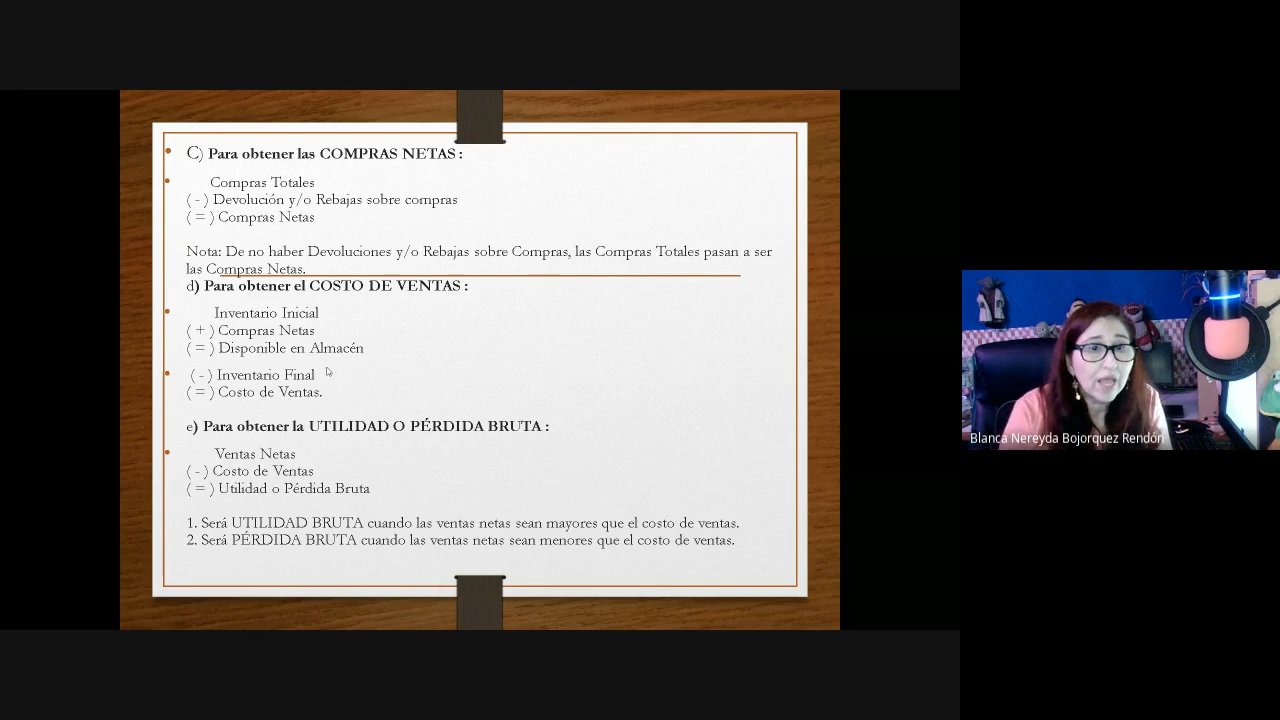 C) Para obtener las COMPRAS NETAS :
Compras Totales
( - ) Devolución y/o Rebajas sobre compras
( = ) Compras Netas
Nota: De no haber Devoluciones y/o Rebajas sobre Compras, las Compras Totales pasan a ser
las Compras Netas.
d) Para obtener el COSTO DE VENTAS :
Inventario Inicial
( + ) Compras Netas
( = ) Disponible en Almacén
( - ) Inventario Final
( = ) Costo de Ventas.
e) Para obtener la UTILIDAD O PÉRDIDA BRUTA :
Ventas Netas
( - ) Costo de Ventas
( = ) Utilidad o Pérdida Bruta
1. Será UTILIDAD BRUTA cuando las ventas netas sean mayores que el costo de ventas.
2. Será PÉRDIDA BRUTA cuando las ventas netas sean menores que el costo de ventas.
Blanca Nereyda Bojorquez Rendón